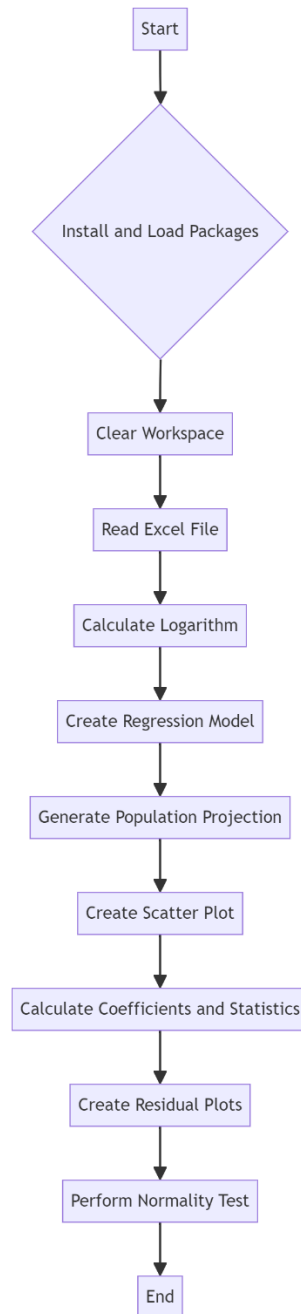 Start
Install and Load Packages
Clear Workspace
Read Excel File
Calculate Logarithm
Create Regression Model
Generate Population Projection
Create Scatter Plot
Calculate Coefficients and Statistics
Create Residual Plots
Perform Normality Test
End